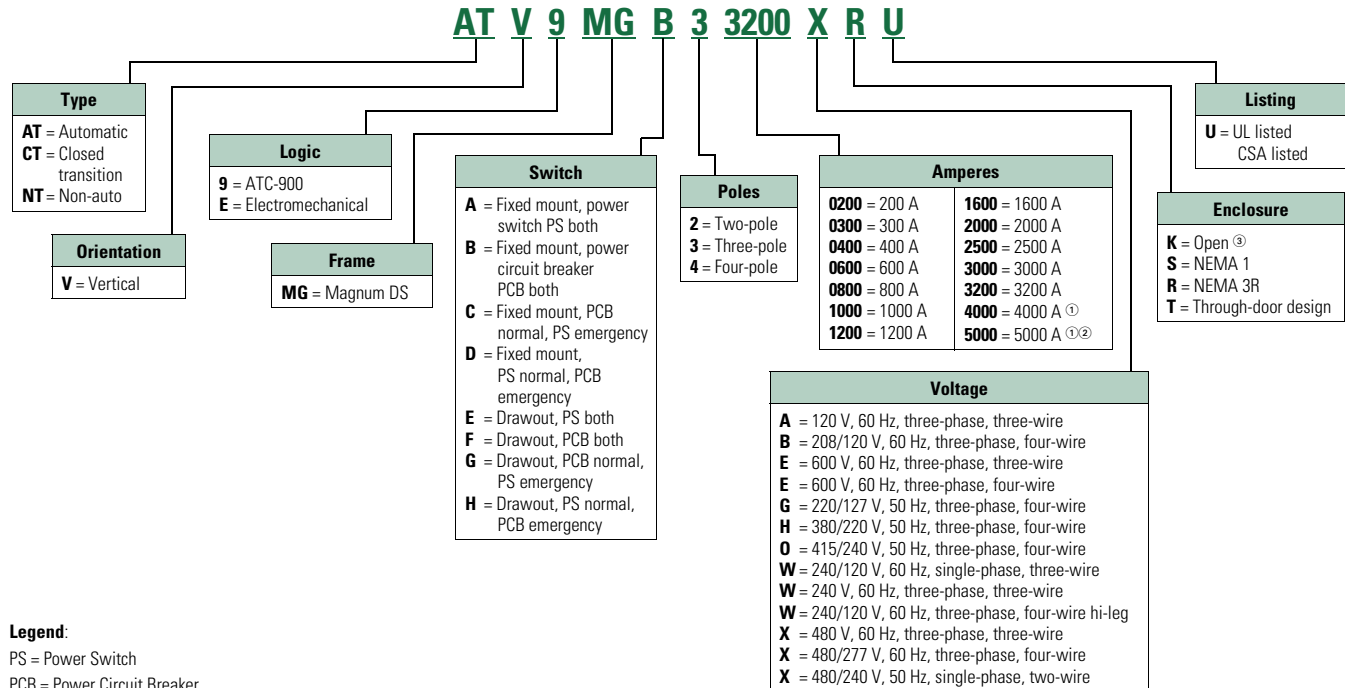 AT V 9 MG B 3 3200 X R U
Type
AT = Automatic
CT = Closed
transition
NT = Non-auto
Orientation
V = Vertical
Logic
9 = ATC-900
E = Electromechanical
Frame
MG = Magnum DS
Switch
A = Fixed mount, power
switch PS both
B = Fixed mount, power
circuit breaker
PCB both
C = Fixed mount, PCB
normal, PS emergency
D = Fixed mount,
PS normal, PCB
emergency
E = Drawout, PS both
F = Drawout, PCB both
G = Drawout, PCB normal,
PS emergency
H = Drawout, PS normal,
PCB emergency
Poles
2 = Two-pole
3 = Three-pole
4 = Four-pole
Amperes
0200 = 200 A
0300 = 300 A
0400 = 400 A
0600 = 600 A
0800 = 800 A
1000 = 1000 A
1200 = 1200 A
1600 = 1600 A
2000 = 2000 A
2500 = 2500 A
3000 = 3000 A
3200 = 3200 A
4000 = 4000 A ①
5000 = 5000 A ①②
Voltage
A = 120 V, 60 Hz, three-phase, three-wire
B = 208/120 V, 60 Hz, three-phase, four-wire
E = 600 V, 60 Hz, three-phase, three-wire
E = 600 V, 60 Hz, three-phase, four-wire
G = 220/127 V, 50 Hz, three-phase, four-wire
H = 380/220 V, 50 Hz, three-phase, four-wire
O = 415/240 V, 50 Hz, three-phase, four-wire
W = 240/120 V, 60 Hz, single-phase, three-wire
W = 240 V, 60 Hz, three-phase, three-wire
W = 240/120 V, 60 Hz, three-phase, four-wire hi-leg
X = 480 V, 60 Hz, three-phase, three-wire
X = 480/277 V, 60 Hz, three-phase, four-wire
X = 480/240 V, 50 Hz, single-phase, two-wire
Enclosure
K = Open ③
S = NEMA 1
R = NEMA 3R
T = Through-door design
Listing
U = UL listed
CSA listed
Legend:
PS = Power Switch
PCB = Power Circuit Breaker